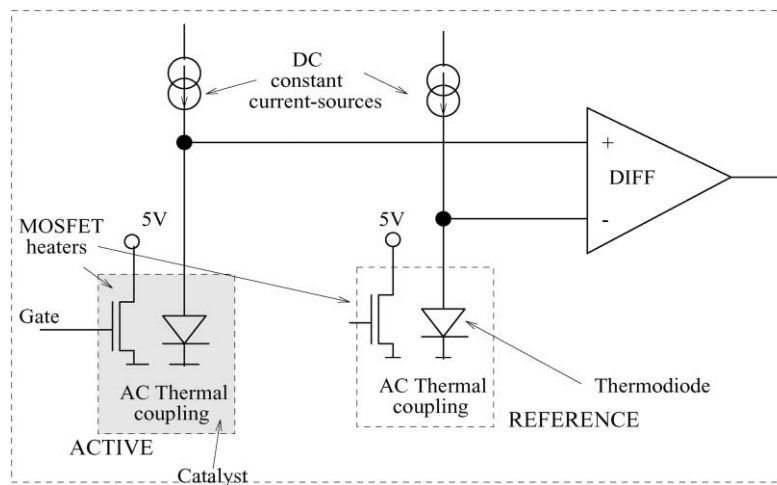 DC
constant
current-sources
+
DIFF
-
MOSFET
heaters
5V
5V
Gate
AC Thermal
coupling
AC Thermal
coupling
Thermodiode
ACTIVE
REFERENCE
Catalyst